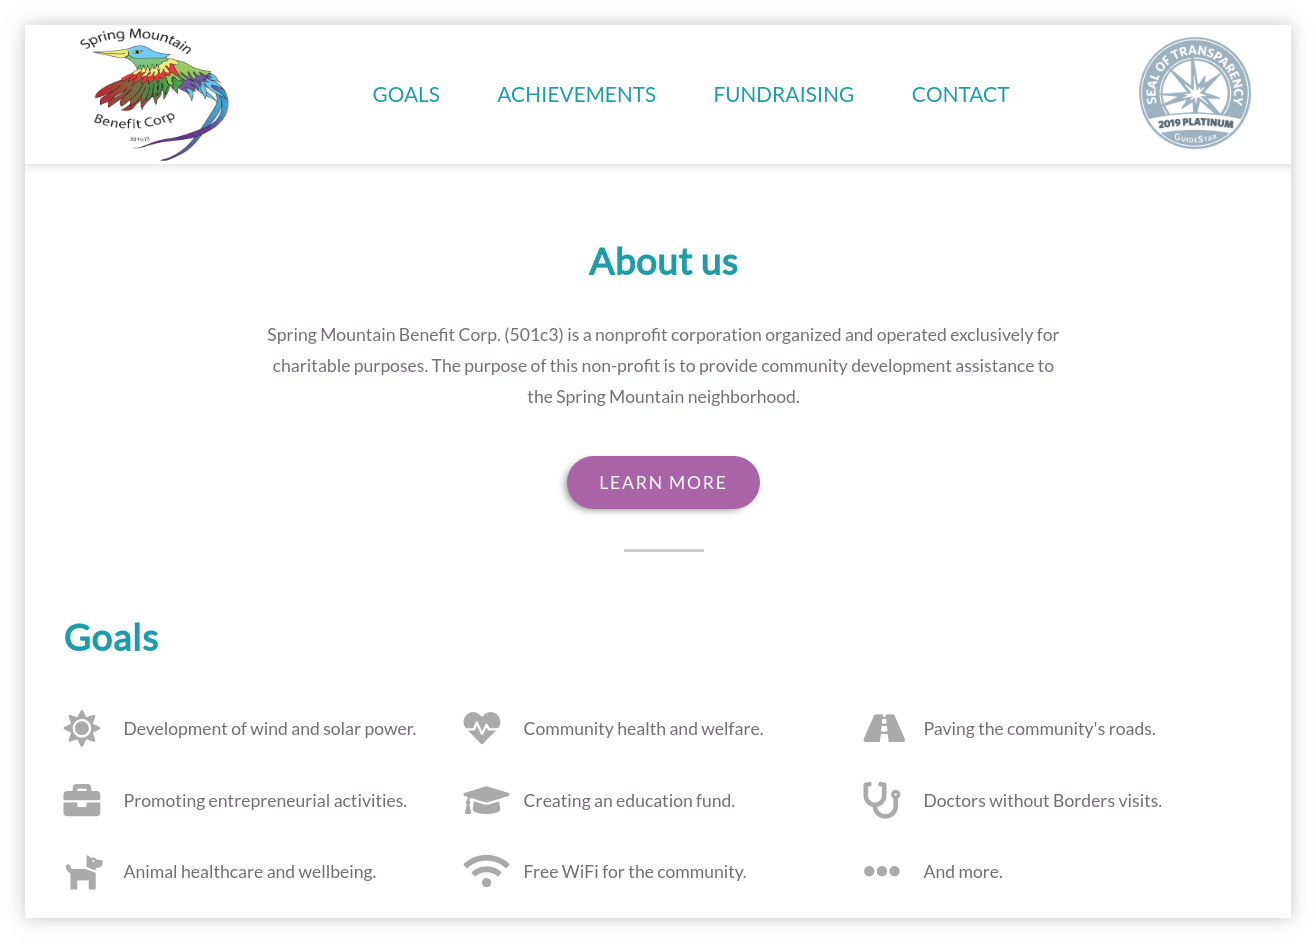 Spring Mountain
Benefit Corp
GOALS
ACHIEVEMENTS
FUNDRAISING
CONTACT
SEAL OF TRANSPARENCY
2019 PLATINUM
GUIDESTAR
About us
Spring Mountain Benefit Corp. (501c3) is a nonprofit corporation organized and operated exclusively for
charitable purposes. The purpose of this non-profit is to provide community development assistance to
the Spring Mountain neighborhood.
LEARN MORE
Goals
Development of wind and solar power.
Community health and welfare.
Paving the community's roads.
Promoting entrepreneurial activities.
Creating an education fund.
Doctors without Borders visits.
Animal healthcare and wellbeing.
Free WiFi for the community.
And more.